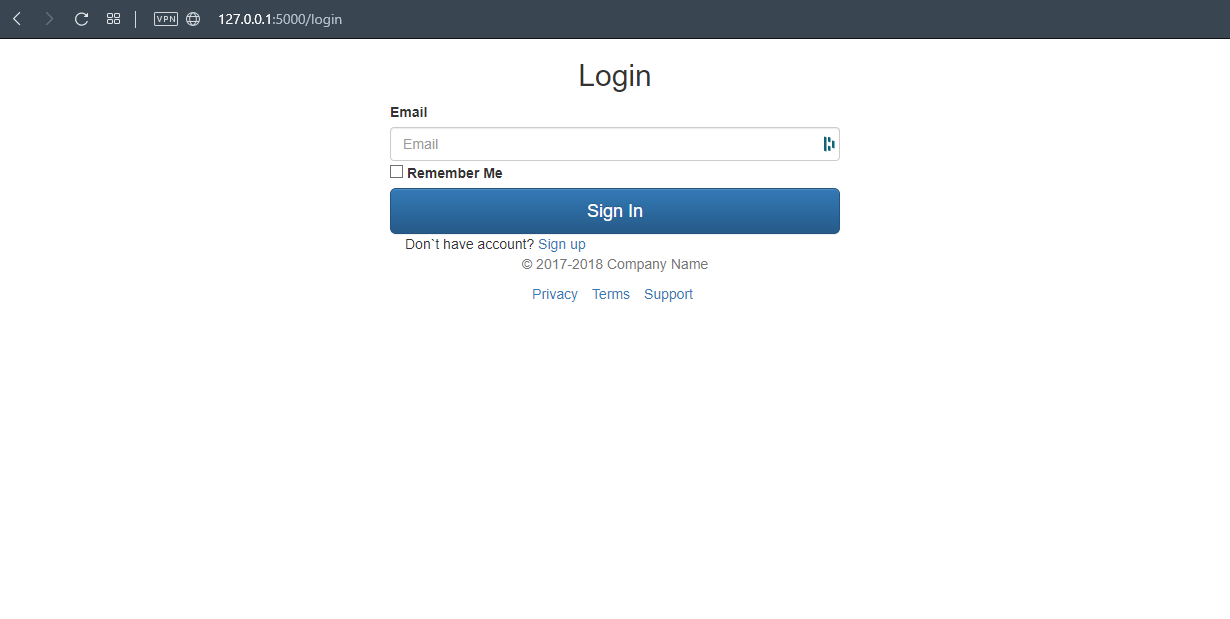 VPN 127.0.0.1:5000/login
Login
Email
Email
Remember Me
Sign In
Don`t have account? Sign up
© 2017-2018 Company Name
Privacy Terms Support